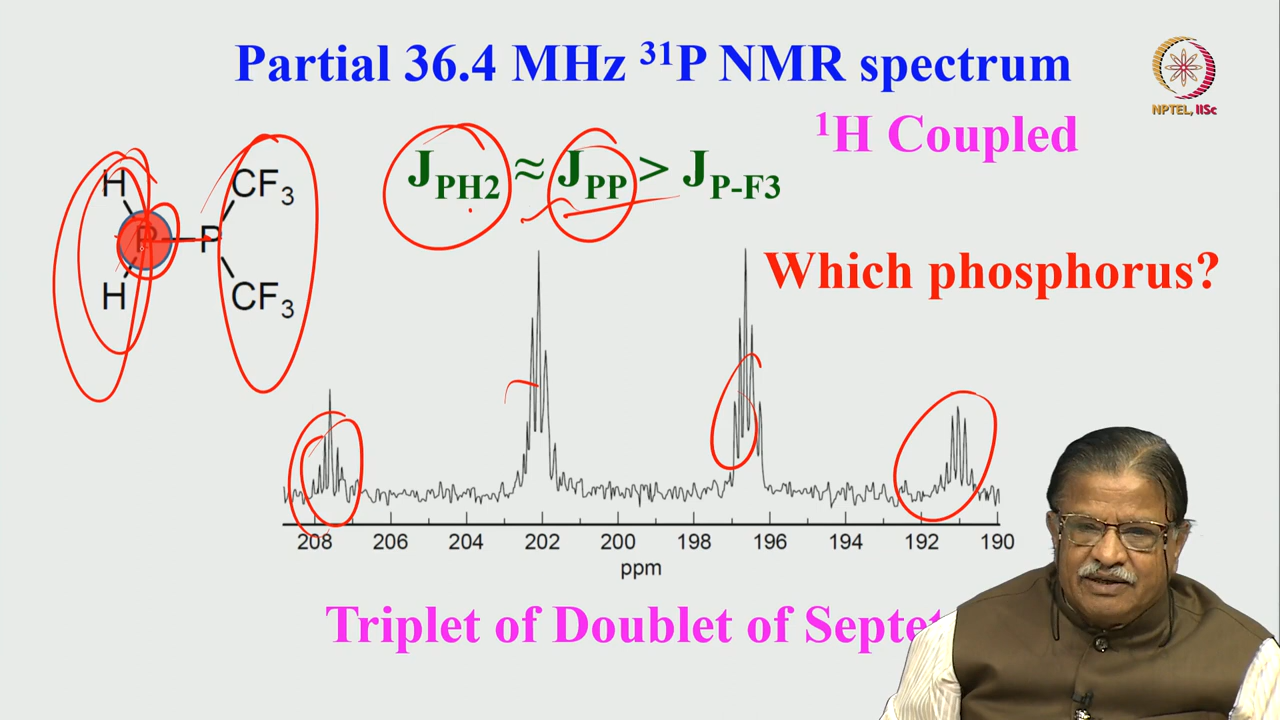 Partial 36.4 MHz ³¹P NMR spectrum
NPTEL, IISc
¹H Coupled
J_PH2 ≈ J_PP > J_P-F3
H CF₃
P P
H CF₃
Which phosphorus?
208 206 204 202 200 198 196 194 192 190
ppm
Triplet of Doublet of Septet